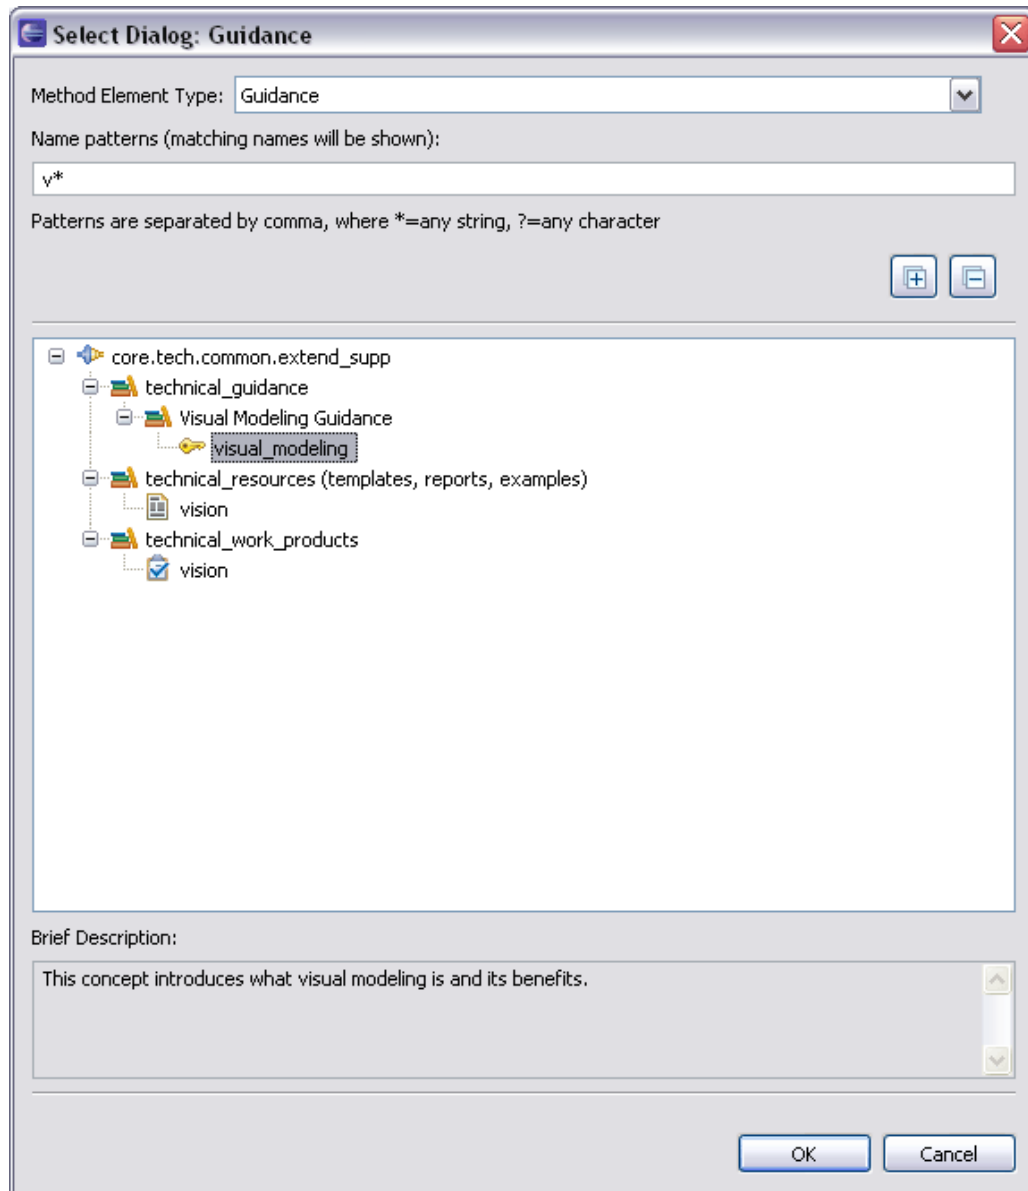 Select Dialog: Guidance
Method Element Type: Guidance
Name patterns (matching names will be shown):
v*
Patterns are separated by comma, where *=any string, ?=any character
core.tech.common.extend_supp
technical_guidance
Visual Modeling Guidance
visual_modeling
technical_resources (templates, reports, examples)
vision
technical_work_products
vision
Brief Description:
This concept introduces what visual modeling is and its benefits.
OK Cancel